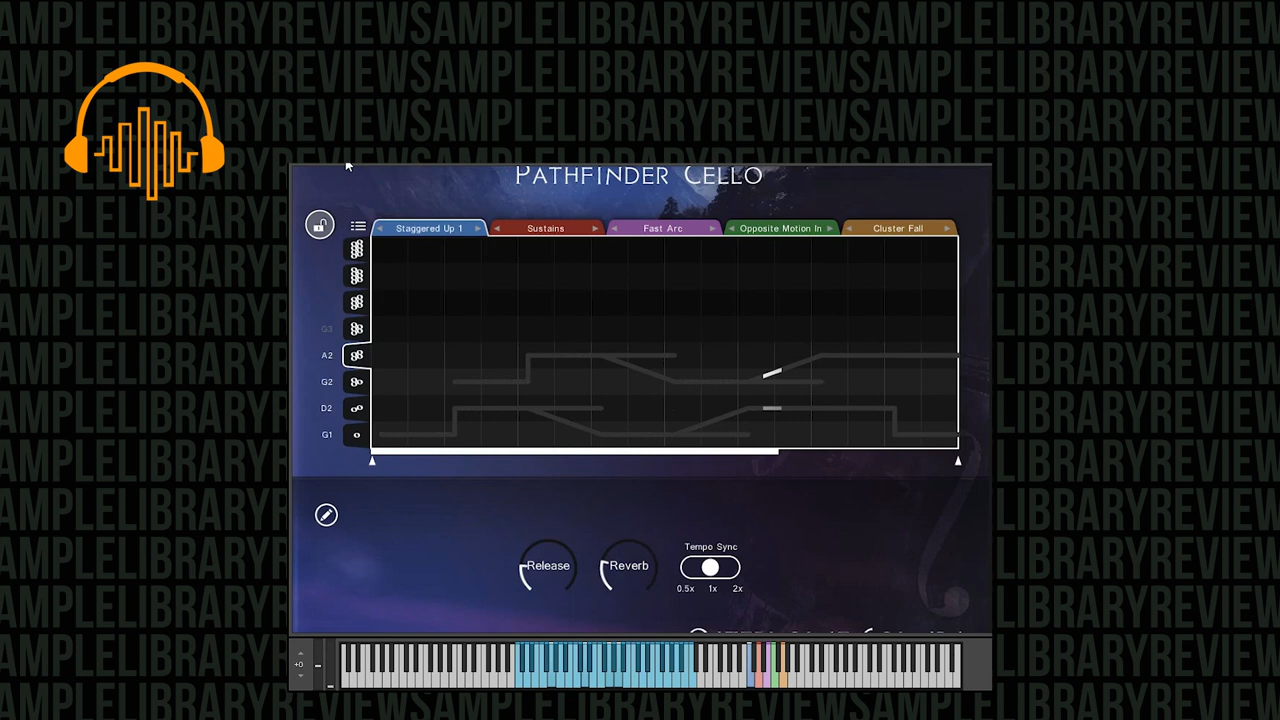 SAMPLELIBRARYREVIEWSAMPLELIBRARYREVIEWS
PATHFINDER CELLO
Staggered Up 1
Sustains
Fast Arc
Opposite Motion In
Cluster Fall
G3
A2
G2
D2
G1
Release
Reverb
Tempo Sync
0.5x 1x 2x
+0